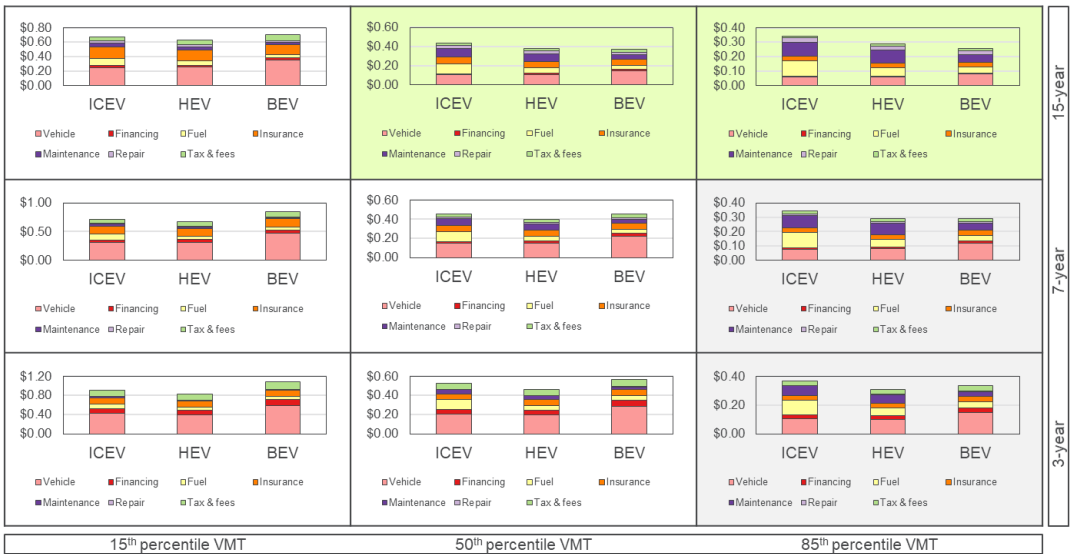 $0.80
$0.60
$0.40
$0.20
$0.00
ICEV HEV BEV
Vehicle Financing Fuel Insurance
Maintenance Repair Tax & fees
$0.60
$0.40
$0.20
$0.00
ICEV HEV BEV
Vehicle Financing Fuel Insurance
Maintenance Repair Tax & fees
$0.40
$0.30
$0.20
$0.10
$0.00
ICEV HEV BEV
Vehicle Financing Fuel Insurance
Maintenance Repair Tax & fees
15-year
$1.00
$0.50
$0.00
ICEV HEV BEV
Vehicle Financing Fuel Insurance
Maintenance Repair Tax & fees
$0.60
$0.40
$0.20
$0.00
ICEV HEV BEV
Vehicle Financing Fuel Insurance
Maintenance Repair Tax & fees
$0.40
$0.30
$0.20
$0.10
$0.00
ICEV HEV BEV
Vehicle Financing Fuel Insurance
Maintenance Repair Tax & fees
7-year
$1.20
$0.80
$0.40
$0.00
ICEV HEV BEV
Vehicle Financing Fuel Insurance
Maintenance Repair Tax & fees
$0.60
$0.40
$0.20
$0.00
ICEV HEV BEV
Vehicle Financing Fuel Insurance
Maintenance Repair Tax & fees
$0.40
$0.20
$0.00
ICEV HEV BEV
Vehicle Financing Fuel Insurance
Maintenance Repair Tax & fees
3-year
15th percentile VMT 50th percentile VMT 85th percentile VMT